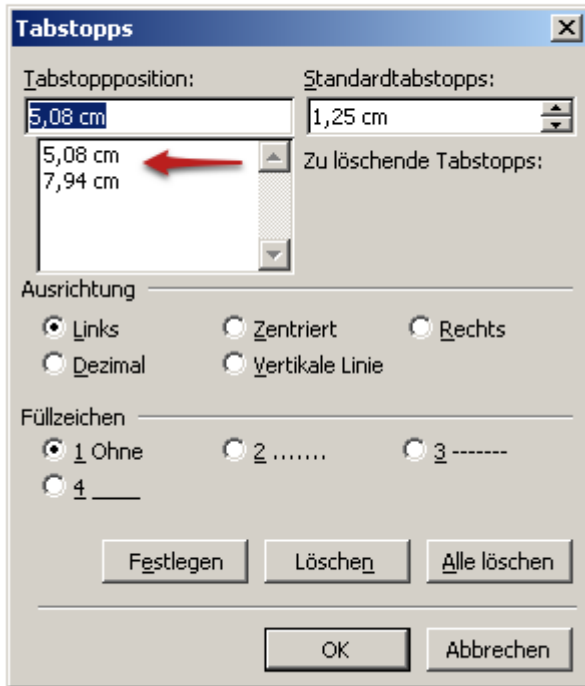 Tabstopps
Tabstoppposition: Standardtabstopps:
5,08 cm 1,25 cm
5,08 cm Zu löschende Tabstopps:
7,94 cm
Ausrichtung
Links Zentriert Rechts
Dezimal Vertikale Linie
Füllzeichen
1 Ohne 2 ....... 3 -------
4 ____
Festlegen Löschen Alle löschen
OK Abbrechen